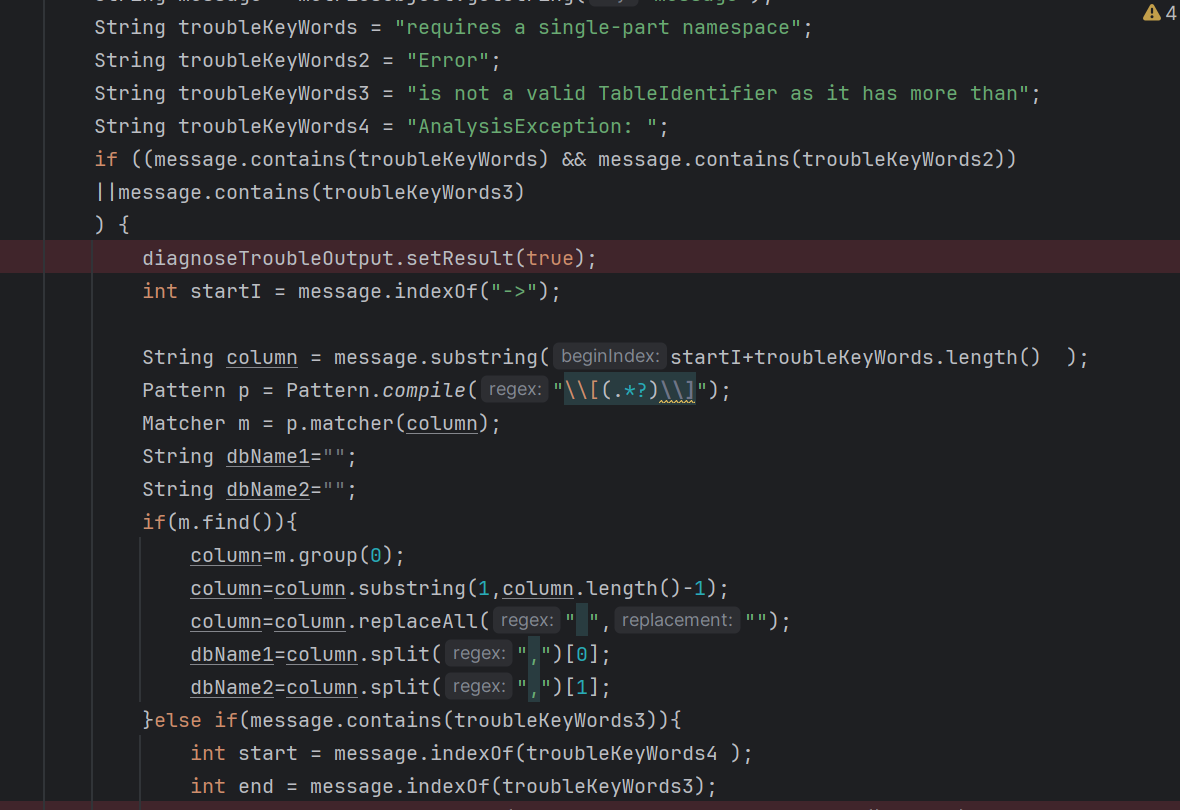 4
String troubleKeyWords = "requires a single-part namespace";
String troubleKeyWords2 = "Error";
String troubleKeyWords3 = "is not a valid TableIdentifier as it has more than";
String troubleKeyWords4 = "AnalysisException: ";
if ((message.contains(troubleKeyWords) && message.contains(troubleKeyWords2))
||message.contains(troubleKeyWords3)
) {
diagnoseTroubleOutput.setResult(true);
int startI = message.indexOf("->");
String column = message.substring( beginIndex: startI+troubleKeyWords.length()  );
Pattern p = Pattern.compile( regex: "\\[(.*?)\\]");
Matcher m = p.matcher(column);
String dbName1="";
String dbName2="";
if(m.find()){
column=m.group(0);
column=column.substring(1,column.length()-1);
column=column.replaceAll( regex: " ", replacement: "");
dbName1=column.split( regex: ",")[0];
dbName2=column.split( regex: ",")[1];
}else if(message.contains(troubleKeyWords3)){
int start = message.indexOf(troubleKeyWords4 );
int end = message.indexOf(troubleKeyWords3);